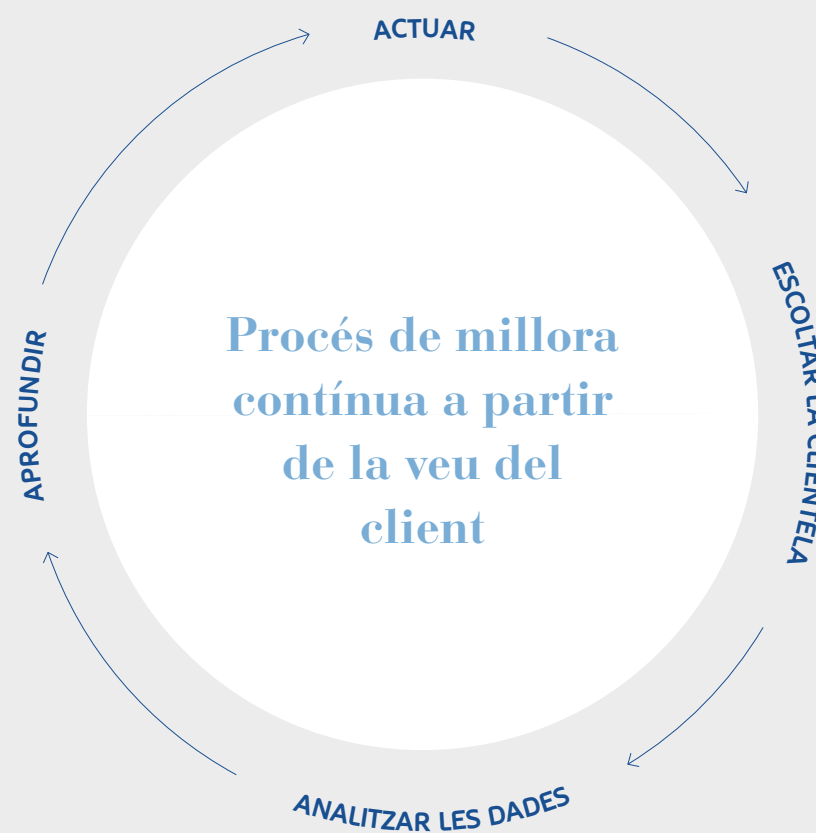 ACTUAR
ESCOLTAR LA CLIENTELA
Procés de millora
contínua a partir
de la veu del
client
APROFUNDIR
ANALITZAR LES DADES